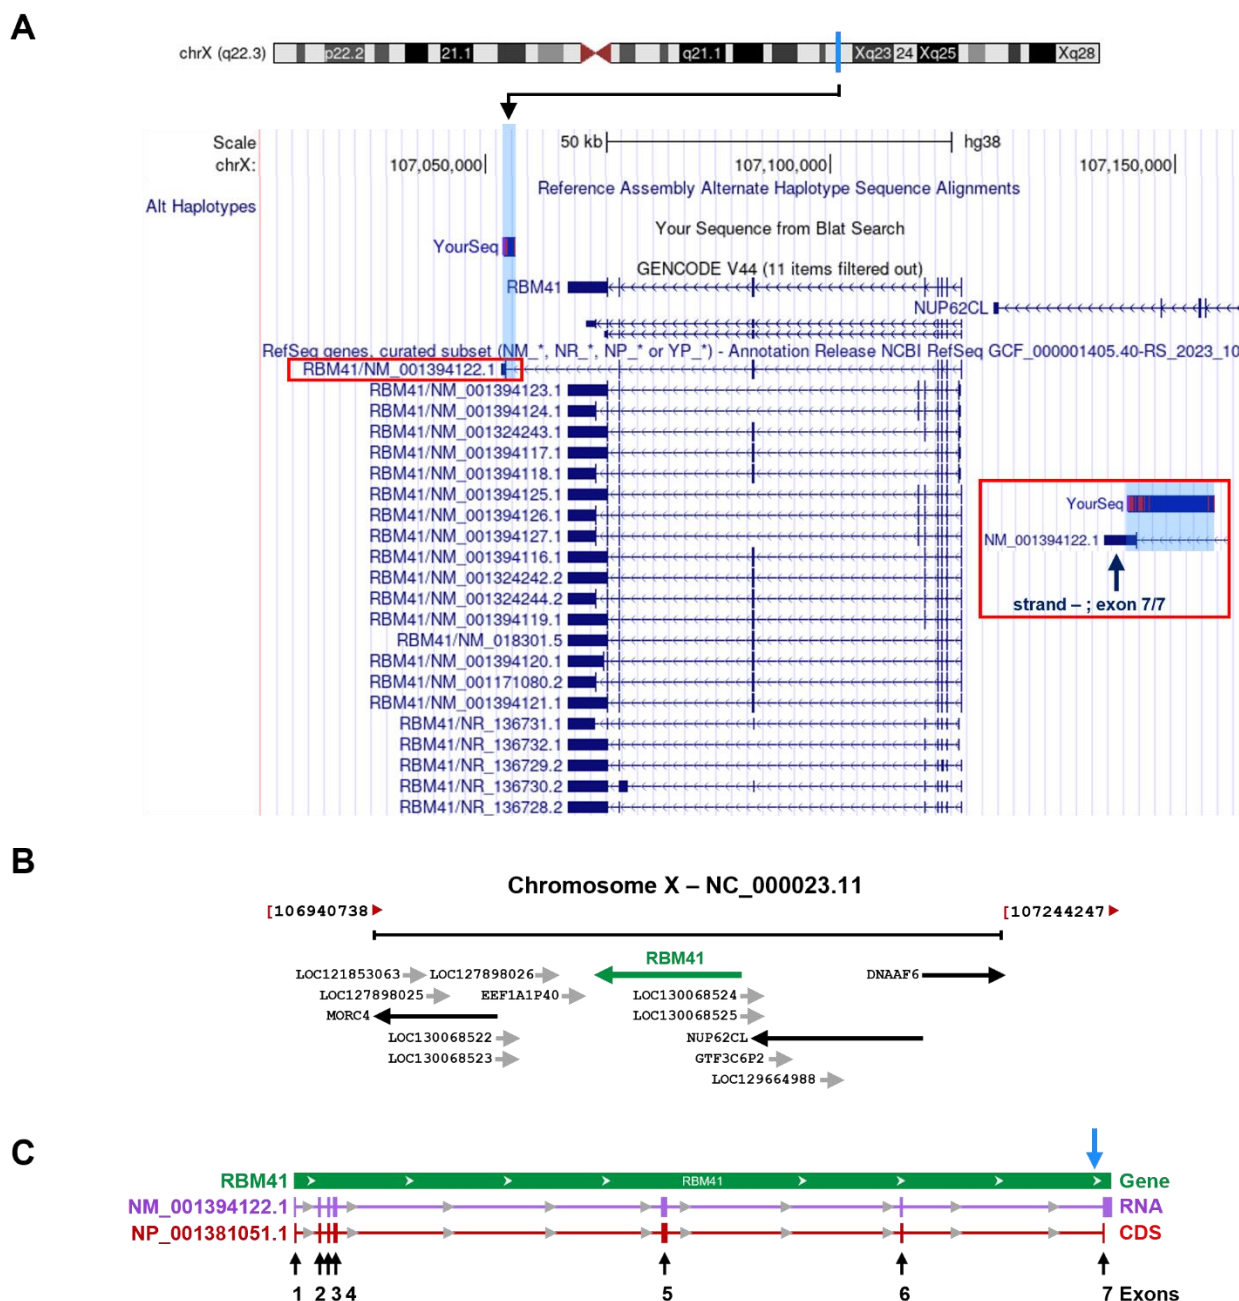 A
chrX (q22.3) p22.2 21.1 q21.1 Xq23 24 Xq25 Xq28
Scale 50 kb hg38
chrX: 107,050,000 107,100,000 107,150,000
Reference Assembly Alternate Haplotype Sequence Alignments
Alt Haplotypes
Your Sequence from Blat Search
YourSeq
GENCODE V44 (11 items filtered out)
RBM41
NUP62CL
RefSeq genes, curated subset (NM_*, NR_*, NP_* or YP_*) - Annotation Release NCBI RefSeq GCF_000001405.40-RS_2023_10
RBM41/NM_001394122.1
RBM41/NM_001394123.1
RBM41/NM_001394124.1
RBM41/NM_001324243.1
RBM41/NM_001394117.1
RBM41/NM_001394118.1
RBM41/NM_001394125.1
RBM41/NM_001394126.1
RBM41/NM_001394127.1
RBM41/NM_001394116.1
RBM41/NM_001324242.2
RBM41/NM_001324244.2
RBM41/NM_001394119.1
RBM41/NM_018301.5
RBM41/NM_001394120.1
RBM41/NM_001171080.2
RBM41/NM_001394121.1
RBM41/NR_136731.1
RBM41/NR_136732.1
RBM41/NR_136729.2
RBM41/NR_136730.2
RBM41/NR_136728.2
YourSeq
NM_001394122.1
strand – ; exon 7/7
B
Chromosome X – NC_000023.11
[106940738 [107244247
RBM41
LOC121853063 LOC127898026 DNAAF6
LOC127898025 EEF1A1P40 LOC130068524
MORC4 LOC130068525
LOC130068522 NUP62CL
LOC130068523 GTF3C6P2
LOC129664988
C
RBM41 RBM41 Gene
NM_001394122.1 RNA
NP_001381051.1 CDS
1 2 3 4 5 6 7 Exons